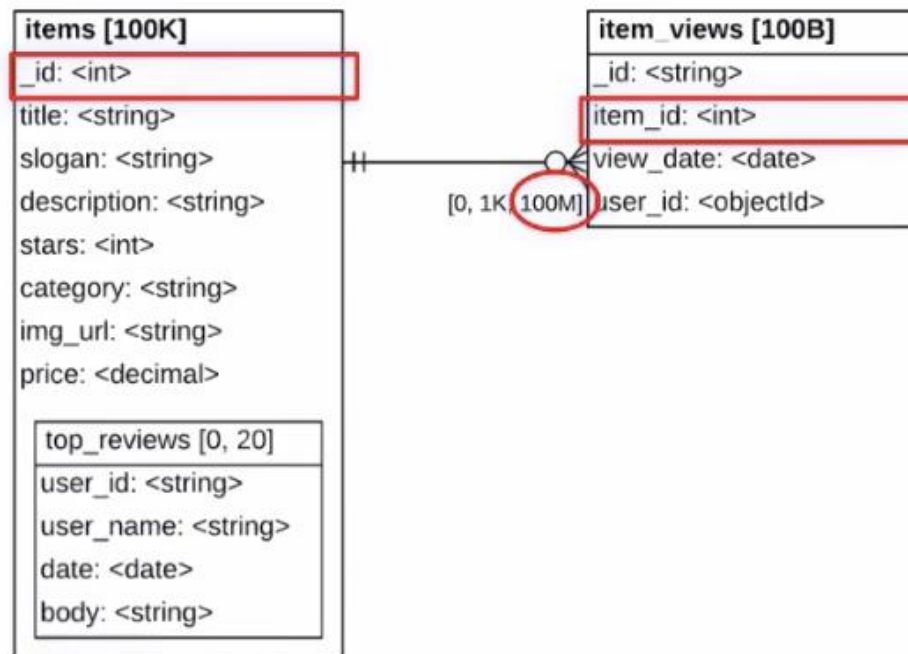 items [100K]
_id: <int>
title: <string>
slogan: <string>
description: <string>
stars: <int>
category: <string>
img_url: <string>
price: <decimal>
top_reviews [0, 20]
user_id: <string>
user_name: <string>
date: <date>
body: <string>
[0, 1K, 100M]
item_views [100B]
_id: <string>
item_id: <int>
view_date: <date>
user_id: <objectId>